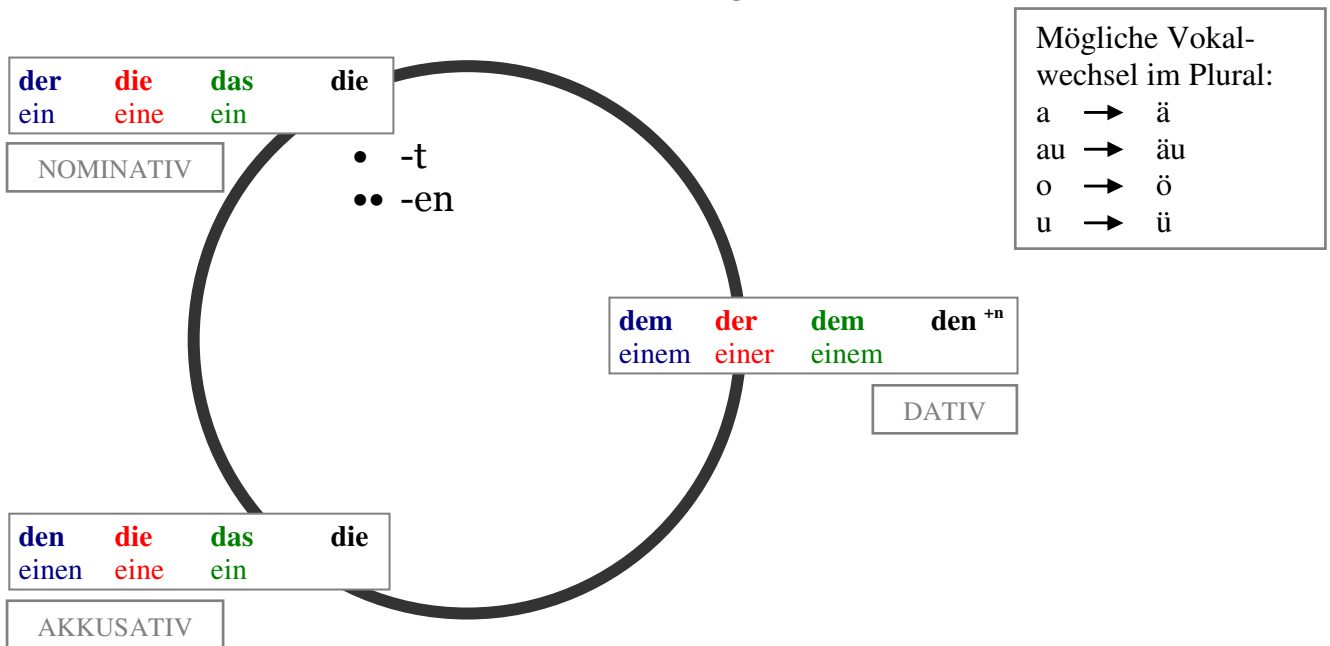 der die das die
ein eine ein
NOMINATIV
• -t
•• -en
Mögliche Vokal-
wechsel im Plural:
a → ä
au → äu
o → ö
u → ü
dem der dem den +n
einem einer einem
DATIV
den die das die
einen eine ein
AKKUSATIV